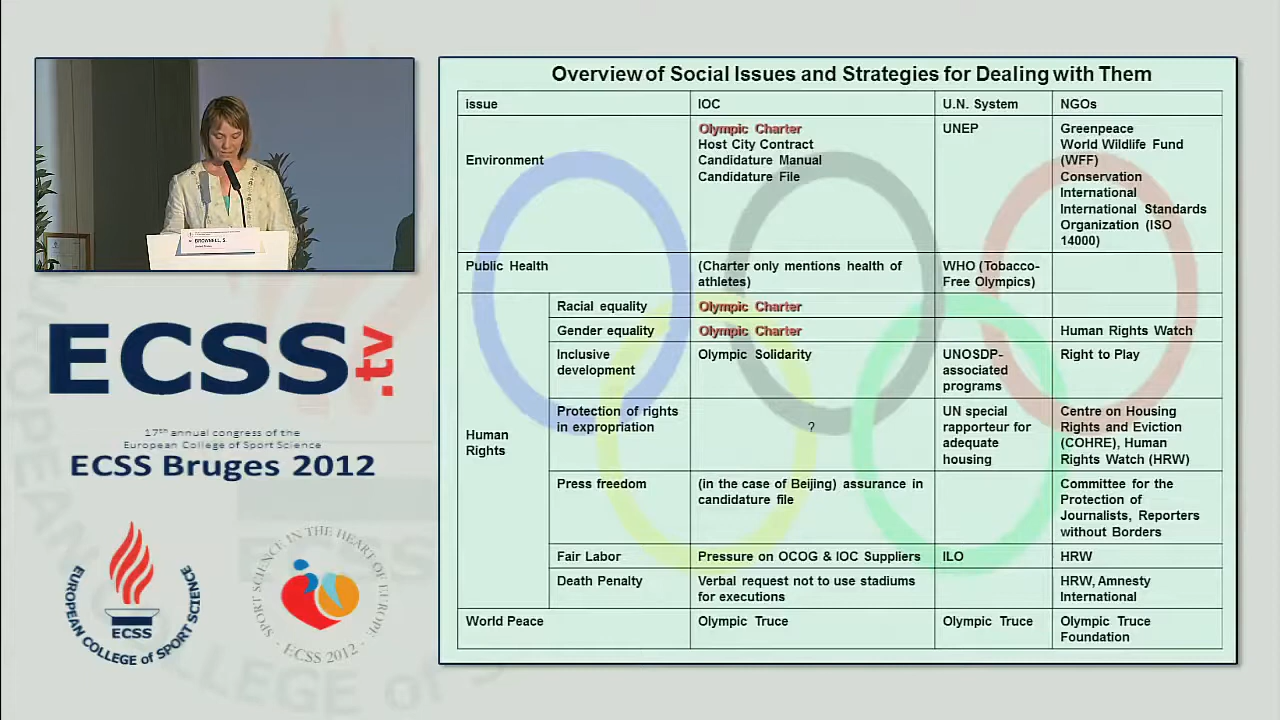 BROWNELL, S.
ECSS.tv
17th annual congress of the
European College of Sport Science
ECSS Bruges 2012
EUROPEAN COLLEGE of SPORT SCIENCE
ECSS
SPORT SCIENCE IN THE HEART OF EUROPE
- ECSS 2012 -
Overview of Social Issues and Strategies for Dealing with Them
issue
IOC
U.N. System
NGOs
Environment
Olympic Charter
Host City Contract
Candidature Manual
Candidature File
UNEP
Greenpeace
World Wildlife Fund
(WFF)
Conservation
International
International Standards
Organization (ISO
14000)
Public Health
(Charter only mentions health of
athletes)
WHO (Tobacco-
Free Olympics)
Human
Rights
Racial equality
Olympic Charter
Gender equality
Olympic Charter
Human Rights Watch
Inclusive
development
Olympic Solidarity
UNOSDP-
associated
programs
Right to Play
Protection of rights
in expropriation
?
UN special
rapporteur for
adequate
housing
Centre on Housing
Rights and Eviction
(COHRE), Human
Rights Watch (HRW)
Press freedom
(in the case of Beijing) assurance in
candidature file
Committee for the
Protection of
Journalists, Reporters
without Borders
Fair Labor
Pressure on OCOG & IOC Suppliers
ILO
HRW
Death Penalty
Verbal request not to use stadiums
for executions
HRW, Amnesty
International
World Peace
Olympic Truce
Olympic Truce
Olympic Truce
Foundation